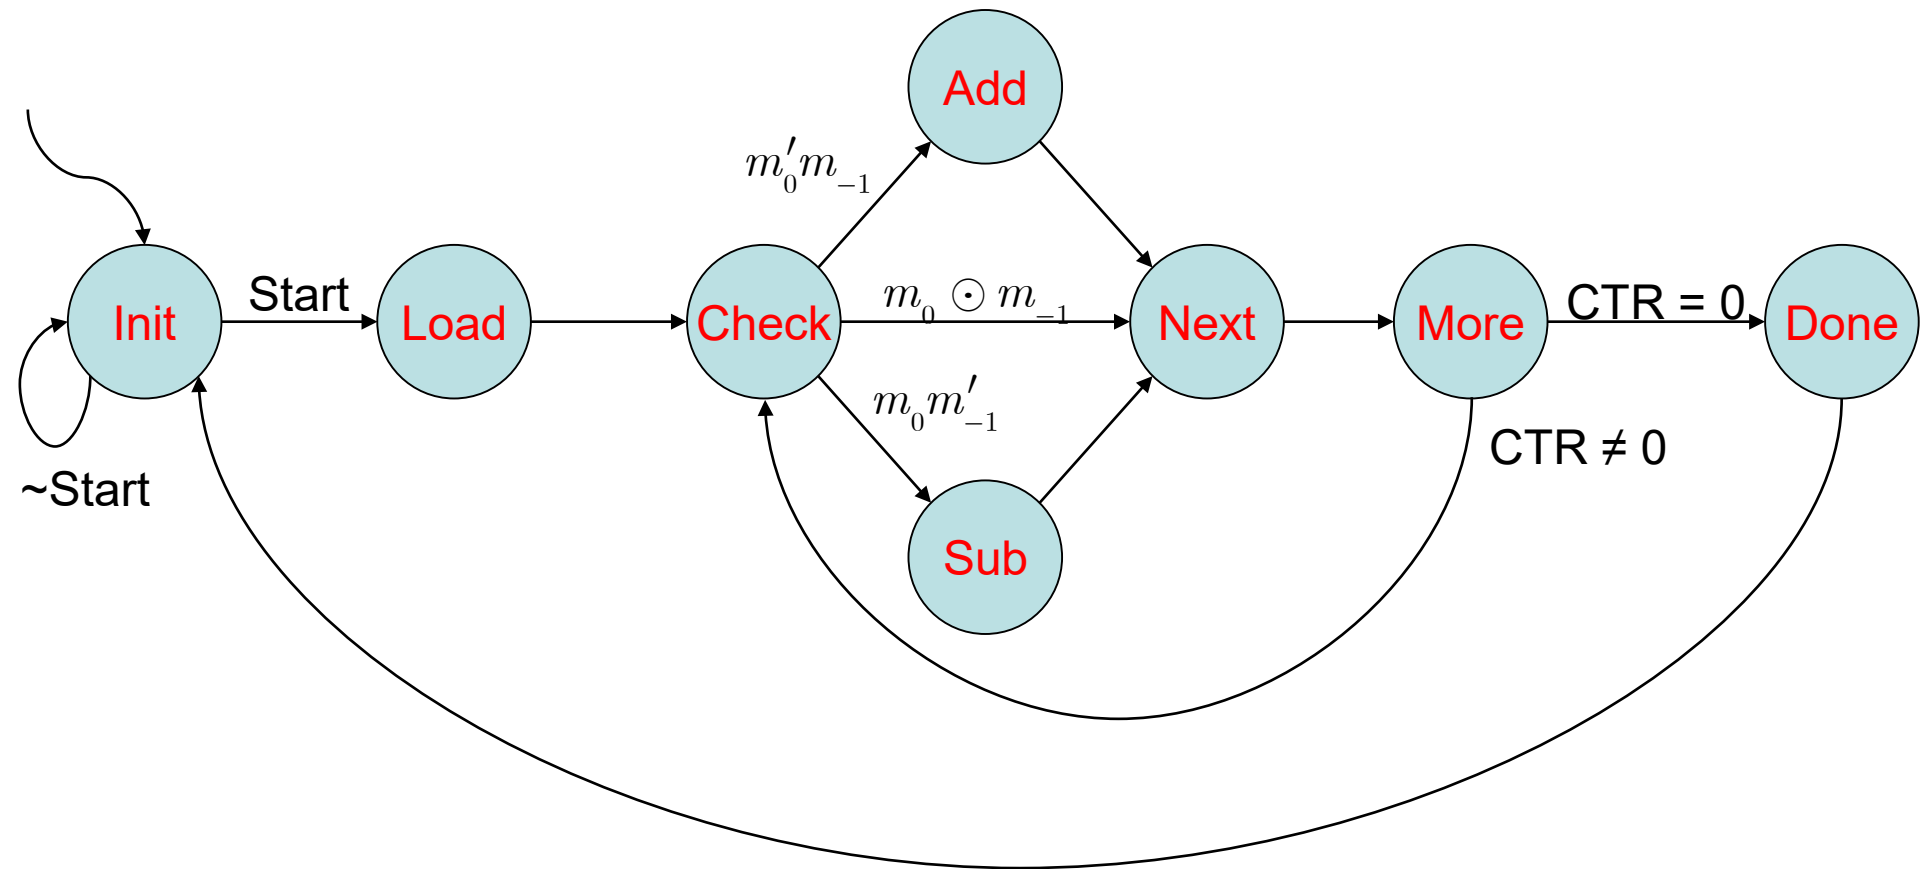 Add
m₀′m₋₁
Start
m₀ ⊙ m₋₁
CTR = 0
Init
Load
Check
Next
More
Done
m₀m₋₁′
CTR ≠ 0
~Start
Sub